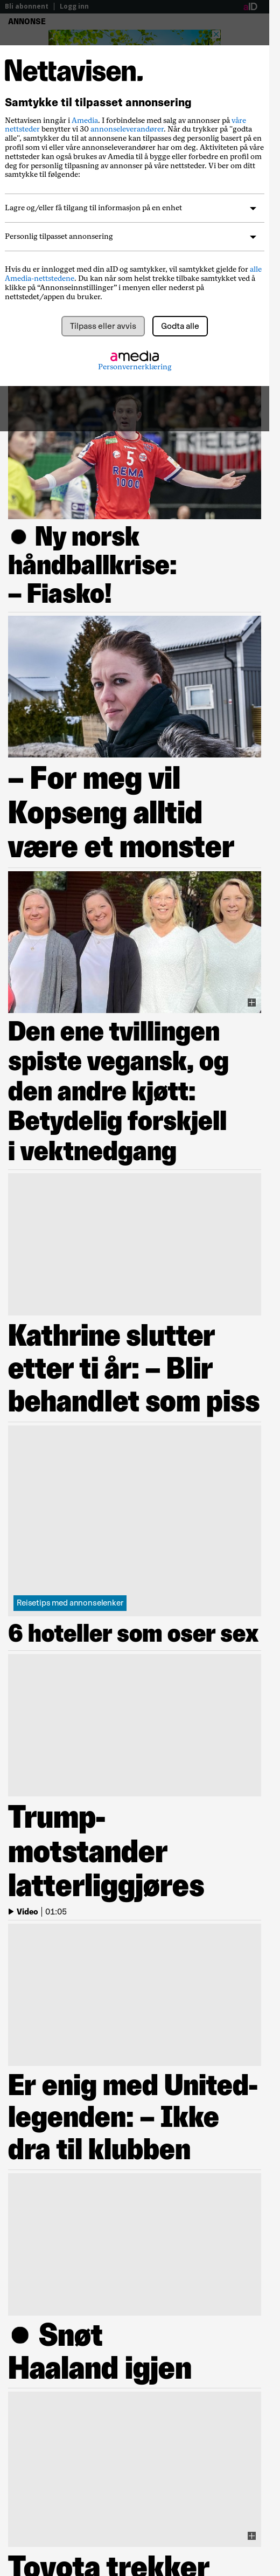 Bli abonnent | Logg inn aID
ANNONSE
Nettavisen.
Samtykke til tilpasset annonsering
Nettavisen inngår i Amedia. I forbindelse med salg av annonser på våre
nettsteder benytter vi 30 annonseleverandører. Når du trykker på "godta
alle", samtykker du til at annonsene kan tilpasses deg personlig basert på en
profil som vi eller våre annonseleverandører har om deg. Aktiviteten på våre
nettsteder kan også brukes av Amedia til å bygge eller forbedre en profil om
deg for personlig tilpasning av annonser på våre nettsteder. Vi ber om ditt
samtykke til følgende:
Lagre og/eller få tilgang til informasjon på en enhet
Personlig tilpasset annonsering
Hvis du er innlogget med din aID og samtykker, vil samtykket gjelde for alle
Amedia-nettstedene. Du kan når som helst trekke tilbake samtykket ved å
klikke på “Annonseinnstillinger” i menyen eller nederst på
nettstedet/appen du bruker.
Tilpass eller avvis
Godta alle
amedia
Personvernerklæring
5
REMA
1000
● Ny norsk
håndballkrise:
– Fiasko!
– For meg vil
Kopseng alltid
være et monster
Den ene tvillingen
spiste vegansk, og
den andre kjøtt:
Betydelig forskjell
i vektnedgang
Kathrine slutter
etter ti år: – Blir
behandlet som piss
Reisetips med annonselenker
6 hoteller som oser sex
Trump-
motstander
latterliggjøres
Video | 01:05
Er enig med United-
legenden: – Ikke
dra til klubben
● Snøt
Haaland igjen
Toyota trekker